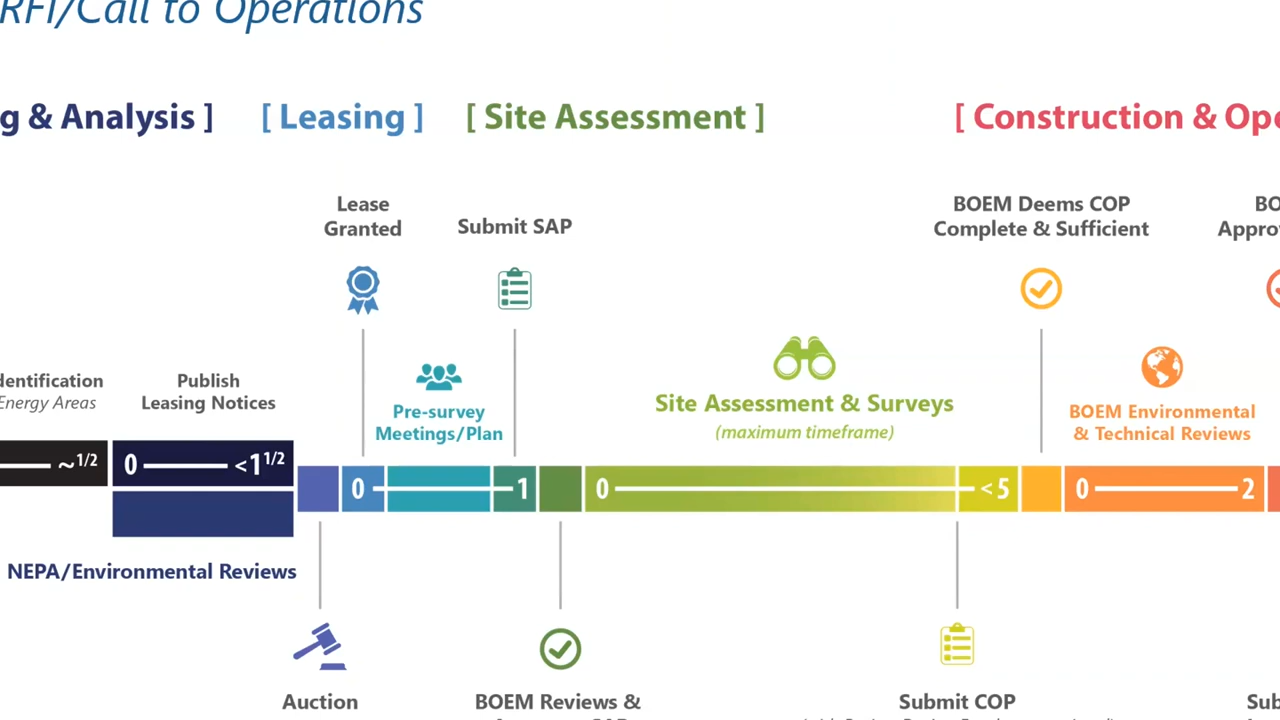 RFI/Call to Operations
g & Analysis ]
[ Leasing ]
[ Site Assessment ]
[ Construction & Ope
Lease
Granted
Submit SAP
BOEM Deems COP
Complete & Sufficient
BO
Approv
dentification
Energy Areas
Publish
Leasing Notices
Pre-survey
Meetings/Plan
Site Assessment & Surveys
(maximum timeframe)
BOEM Environmental
& Technical Reviews
~1/2
0 <1 1/2
0 1
0 <5
0 2
NEPA/Environmental Reviews
Auction
BOEM Reviews &
Submit COP
Sub